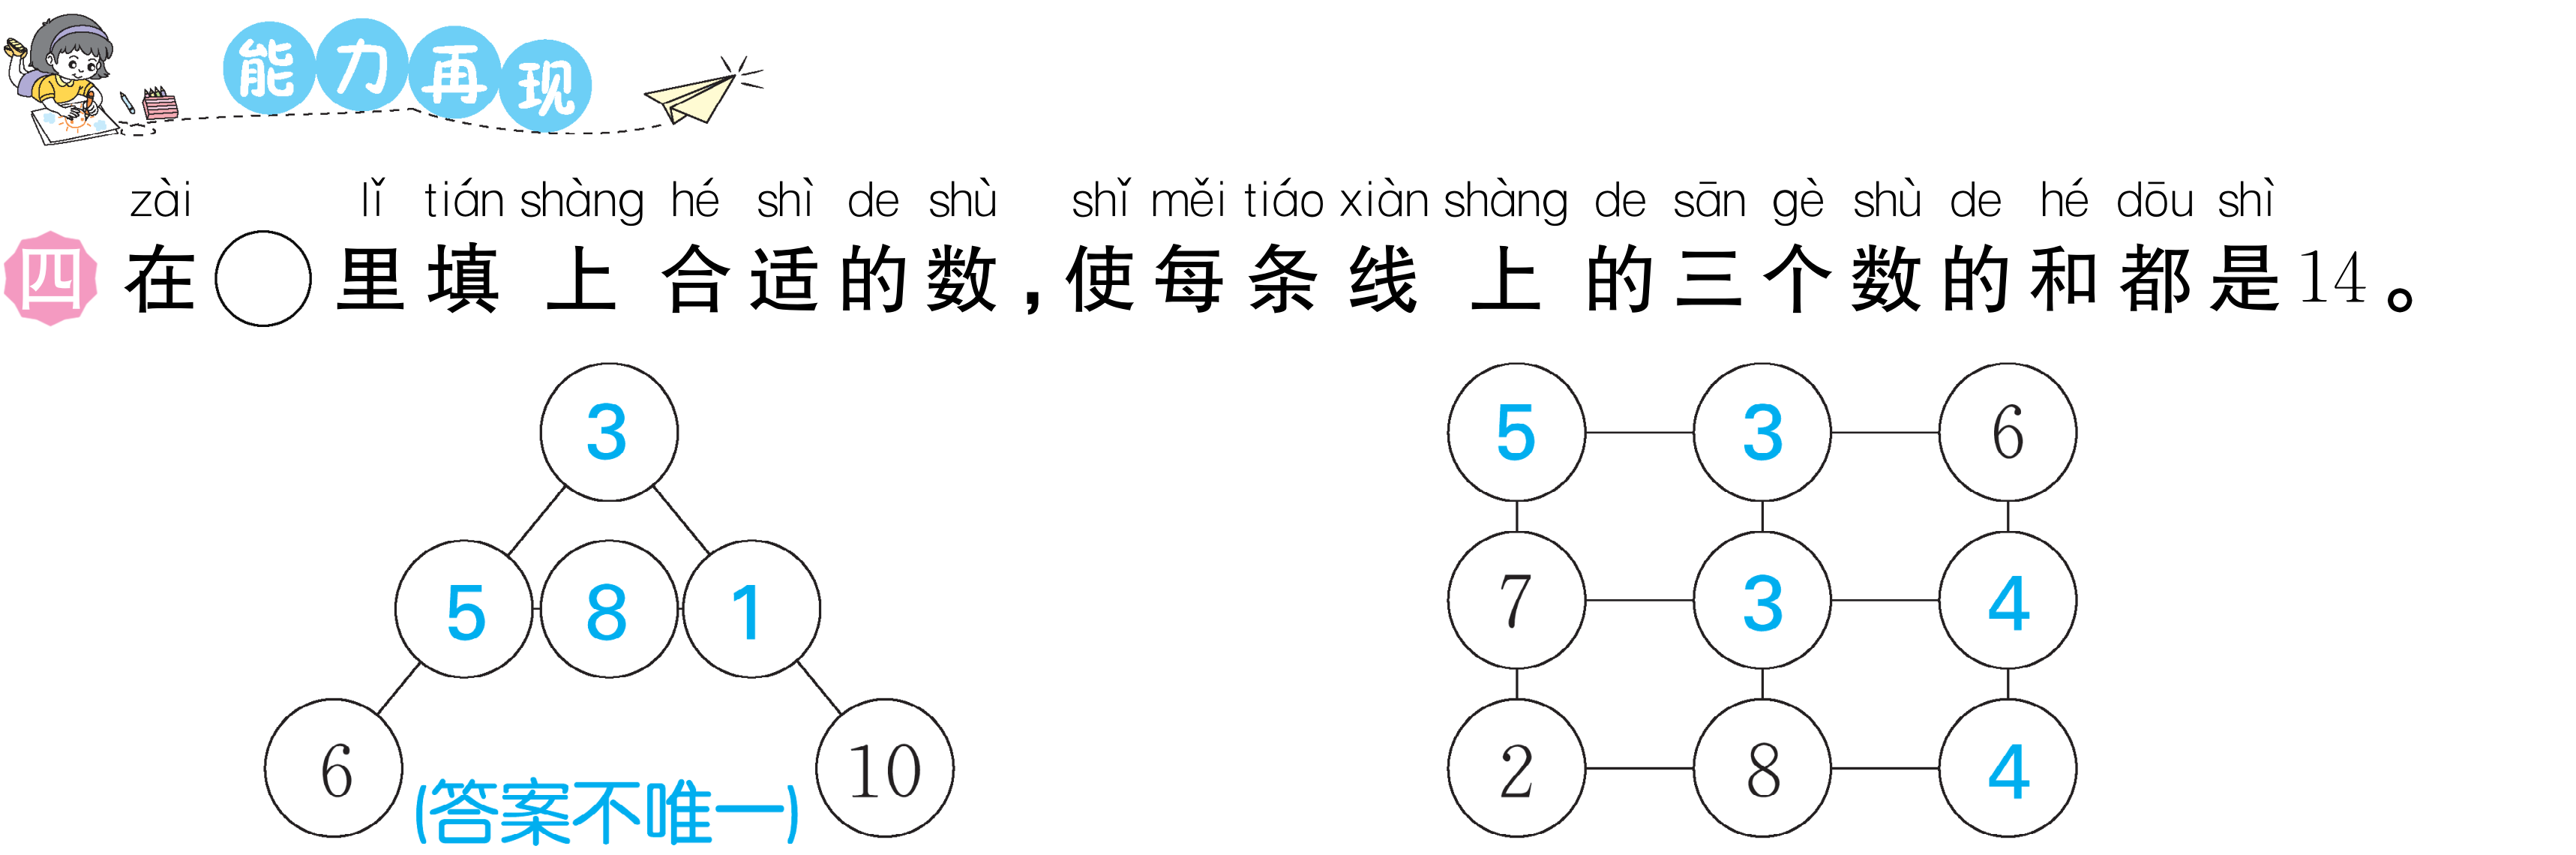 能力再现
zài lǐ tián shàng hé shì de shù shǐ měi tiáo xiàn shàng de sān gè shù de hé dōu shì
四 在○里填上合适的数,使每条线上的三个数的和都是14。
3
5 8 1
6 10
(答案不唯一)
5 3 6
7 3 4
2 8 4